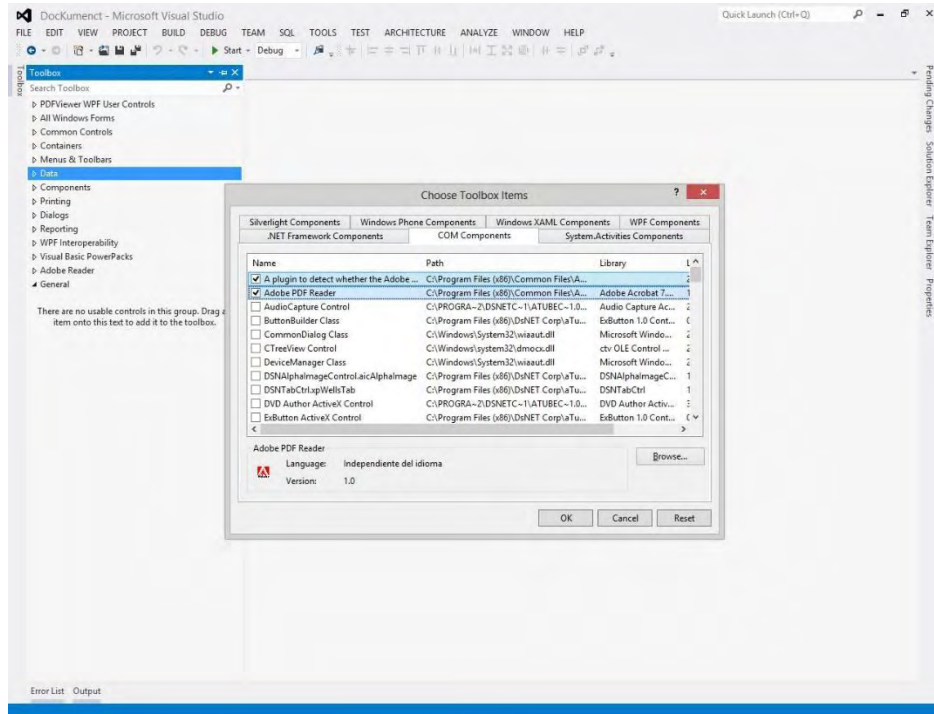 DocKumenct - Microsoft Visual Studio
Quick Launch (Ctrl+Q)
FILE EDIT VIEW PROJECT BUILD DEBUG TEAM SQL TOOLS TEST ARCHITECTURE ANALYZE WINDOW HELP
Start - Debug
Toolbox
Toolbox
Search Toolbox
PDFViewer WPF User Controls
All Windows Forms
Common Controls
Containers
Menus & Toolbars
Data
Components
Printing
Dialogs
Reporting
WPF Interoperability
Visual Basic PowerPacks
Adobe Reader
General
There are no usable controls in this group. Drag a
item onto this text to add it to the toolbox.
Choose Toolbox Items
Silverlight Components Windows Phone Components Windows XAML Components WPF Components
.NET Framework Components COM Components System.Activities Components
Name Path Library
A plugin to detect whether the Adobe ... C:\Program Files (x86)\Common Files\A...
Adobe PDF Reader C:\Program Files (x86)\Common Files\A... Adobe Acrobat 7....
AudioCapture Control C:\PROGRA~2\DSNETC~1\ATUBEC~1.0... Audio Capture Ac...
ButtonBuilder Class C:\Program Files (x86)\DsNET Corp\aTu... ExButton 1.0 Cont...
CommonDialog Class C:\Windows\System32\wiaaut.dll Microsoft Windo...
CTreeView Control C:\Windows\system32\dmocx.dll ctv OLE Control ...
DeviceManager Class C:\Windows\System32\wiaaut.dll Microsoft Windo...
DSNAlphaImageControl.aicAlphaImage C:\Program Files (x86)\DsNET Corp\aTu... DSNAlphaImageC...
DSNTabCtrl.xpWellsTab C:\Program Files (x86)\DsNET Corp\aTu... DSNTabCtrl
DVD Author ActiveX Control C:\PROGRA~2\DSNETC~1\ATUBEC~1.0... DVD Author Activ...
ExButton ActiveX Control C:\Program Files (x86)\DsNET Corp\aTu... ExButton 1.0 Cont...
Adobe PDF Reader
Language: Independiente del idioma
Version: 1.0
Browse...
OK Cancel Reset
Pending Changes
Solution Explorer
Team Explorer
Properties
Error List Output